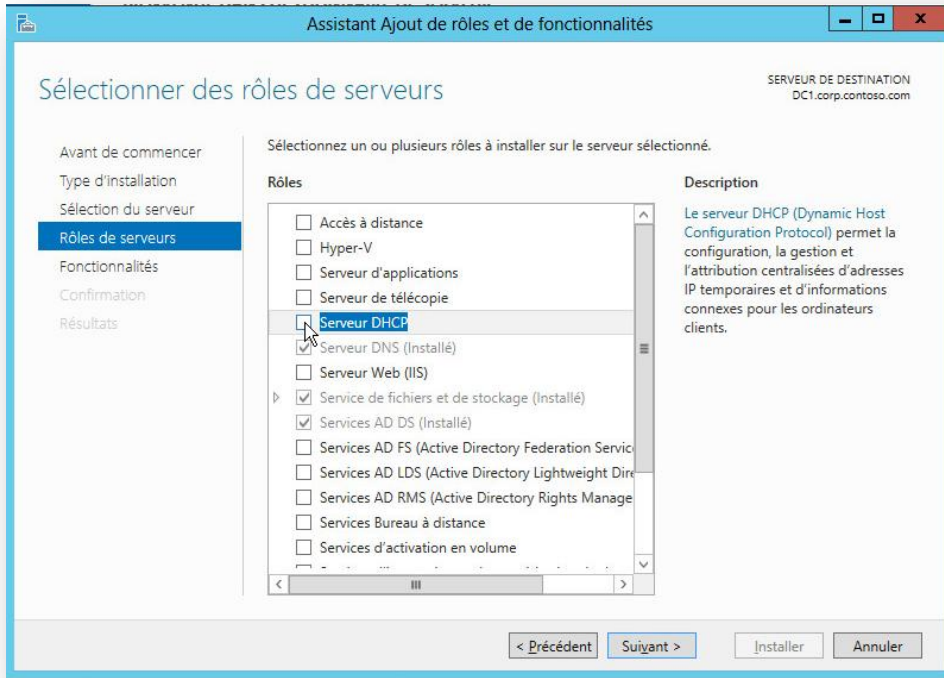 Assistant Ajout de rôles et de fonctionnalités
Sélectionner des rôles de serveurs
SERVEUR DE DESTINATION
DC1.corp.contoso.com
Avant de commencer
Type d'installation
Sélection du serveur
Rôles de serveurs
Fonctionnalités
Confirmation
Résultats
Sélectionnez un ou plusieurs rôles à installer sur le serveur sélectionné.
Rôles
Accès à distance
Hyper-V
Serveur d'applications
Serveur de télécopie
Serveur DHCP
Serveur DNS (Installé)
Serveur Web (IIS)
Service de fichiers et de stockage (Installé)
Services AD DS (Installé)
Services AD FS (Active Directory Federation Servic
Services AD LDS (Active Directory Lightweight Dire
Services AD RMS (Active Directory Rights Manage
Services Bureau à distance
Services d'activation en volume
Description
Le serveur DHCP (Dynamic Host
Configuration Protocol) permet la
configuration, la gestion et
l'attribution centralisées d'adresses
IP temporaires et d'informations
connexes pour les ordinateurs
clients.
< Précédent
Suivant >
Installer
Annuler